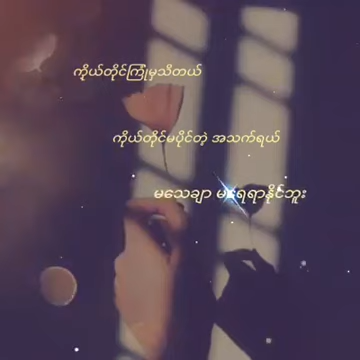 ကိုယ်တိုင်ကြုံမှသိတယ်
ကိုယ်တိုင်မပိုင်တဲ့ အသက်ရယ်
မသေချာ မရေရာနိုင်ဘူး